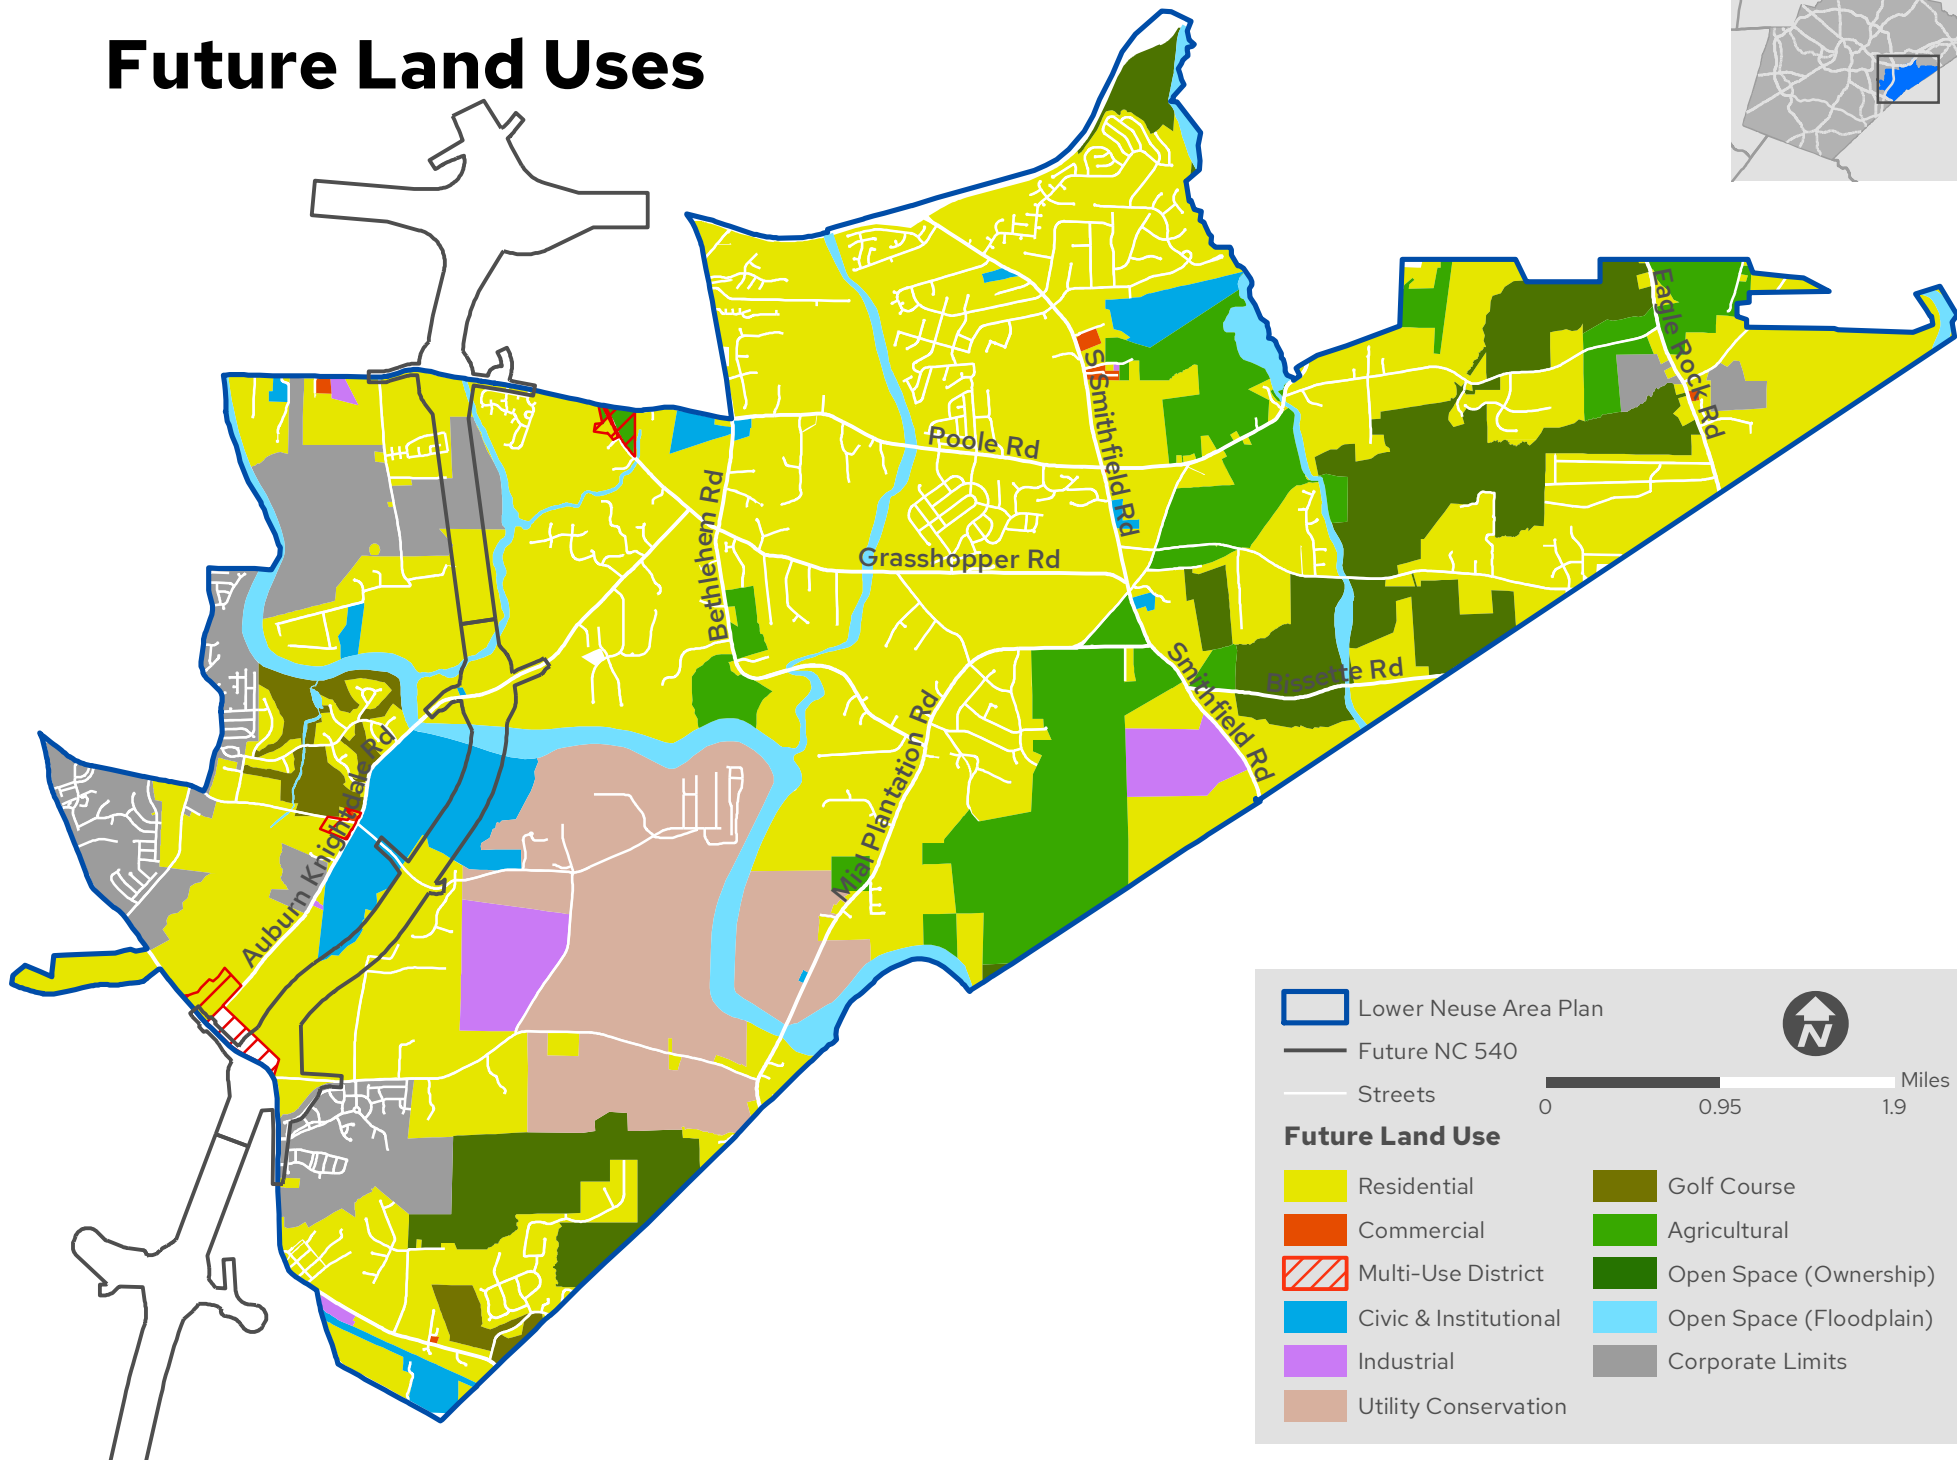 Future Land Uses
Eagle Rock Rd
S Smithfield Rd
Poole Rd
Bethlehem Rd
Grasshopper Rd
Smithfield Rd
Bissette Rd
Mial Plantation Rd
Auburn Knightdale Rd
Lower Neuse Area Plan
Future NC 540
Streets
N
Miles
0 0.95 1.9
Future Land Use
Residential
Commercial
Multi-Use District
Civic & Institutional
Industrial
Utility Conservation
Golf Course
Agricultural
Open Space (Ownership)
Open Space (Floodplain)
Corporate Limits